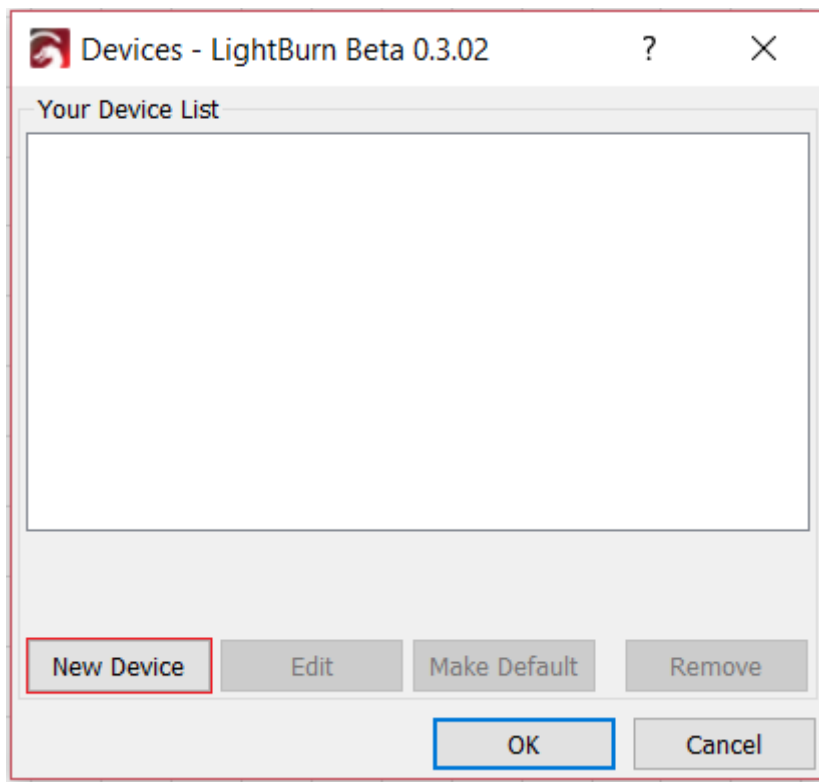 Devices - LightBurn Beta 0.3.02 ?
Your Device List
New Device Edit Make Default Remove
OK Cancel